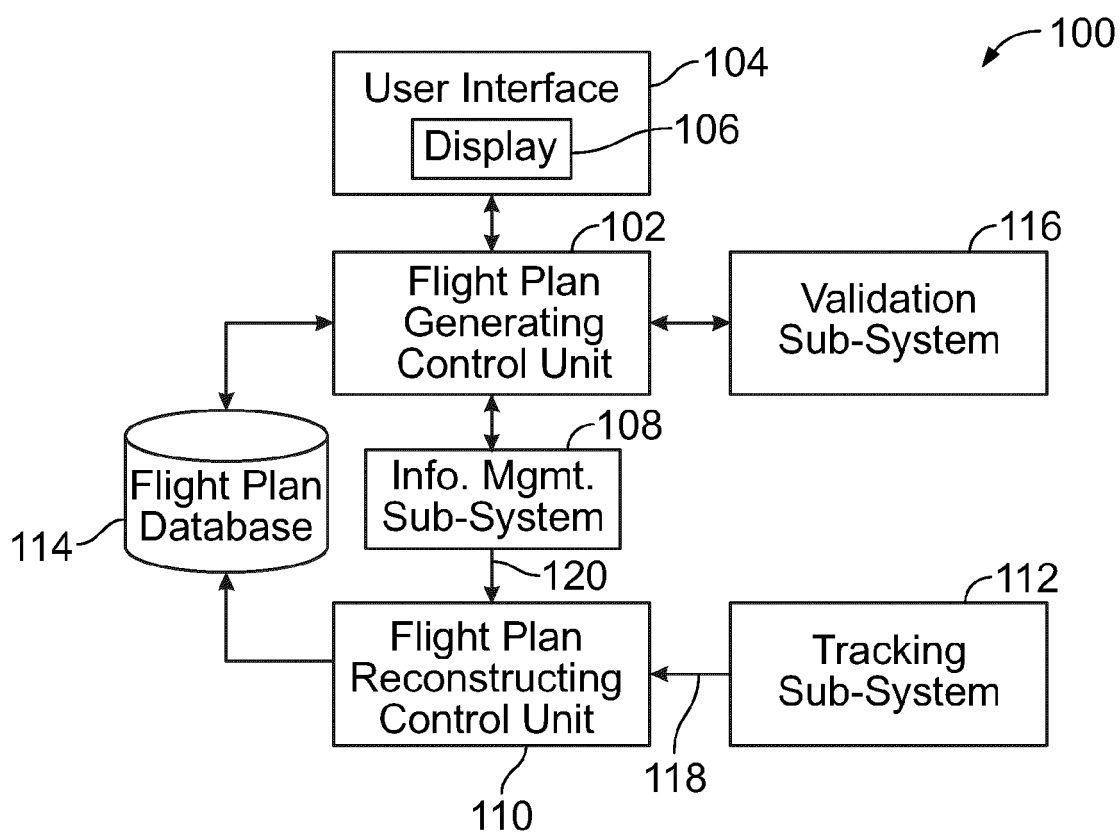 100
User Interface
104
Display
106
102
Flight Plan
Generating
Control Unit
116
Validation
Sub-System
108
Info. Mgmt.
Sub-System
Flight Plan
Database
114
120
112
Flight Plan
Reconstructing
Control Unit
Tracking
Sub-System
118
110